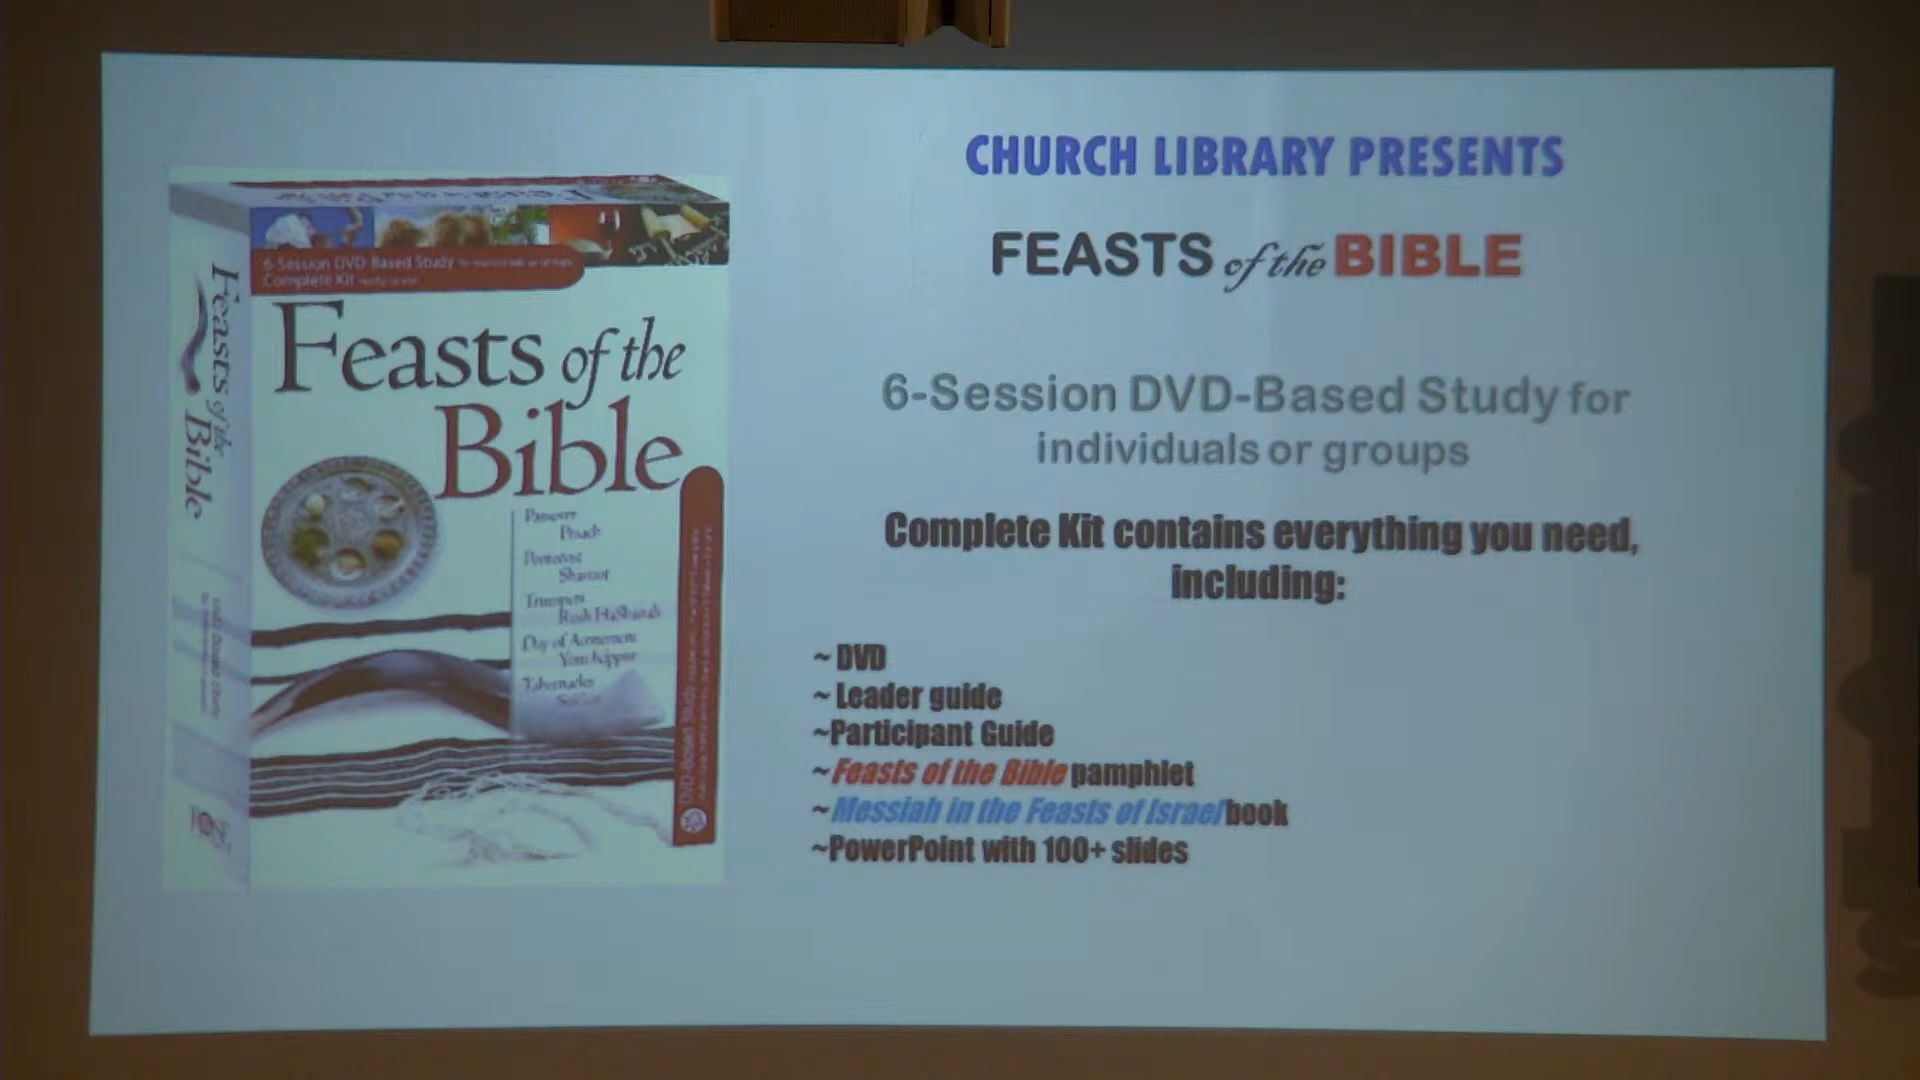 CHURCH LIBRARY PRESENTS
FEASTS of the BIBLE
6-Session DVD-Based Study for
individuals or groups
Complete Kit contains everything you need,
including:
~ DVD
~ Leader guide
~Participant Guide
~Feasts of the Bible pamphlet
~Messiah in the Feasts of Israel book
~PowerPoint with 100+ slides
6-Session DVD-Based Study
Complete Kit
Feasts of the
Bible
Passover
Pesach
Pentecost
Shavuot
Trumpets
Rosh HaShanah
Day of Atonement
Yom Kippur
Tabernacles
Feasts of the Bible
DVD-Based Study